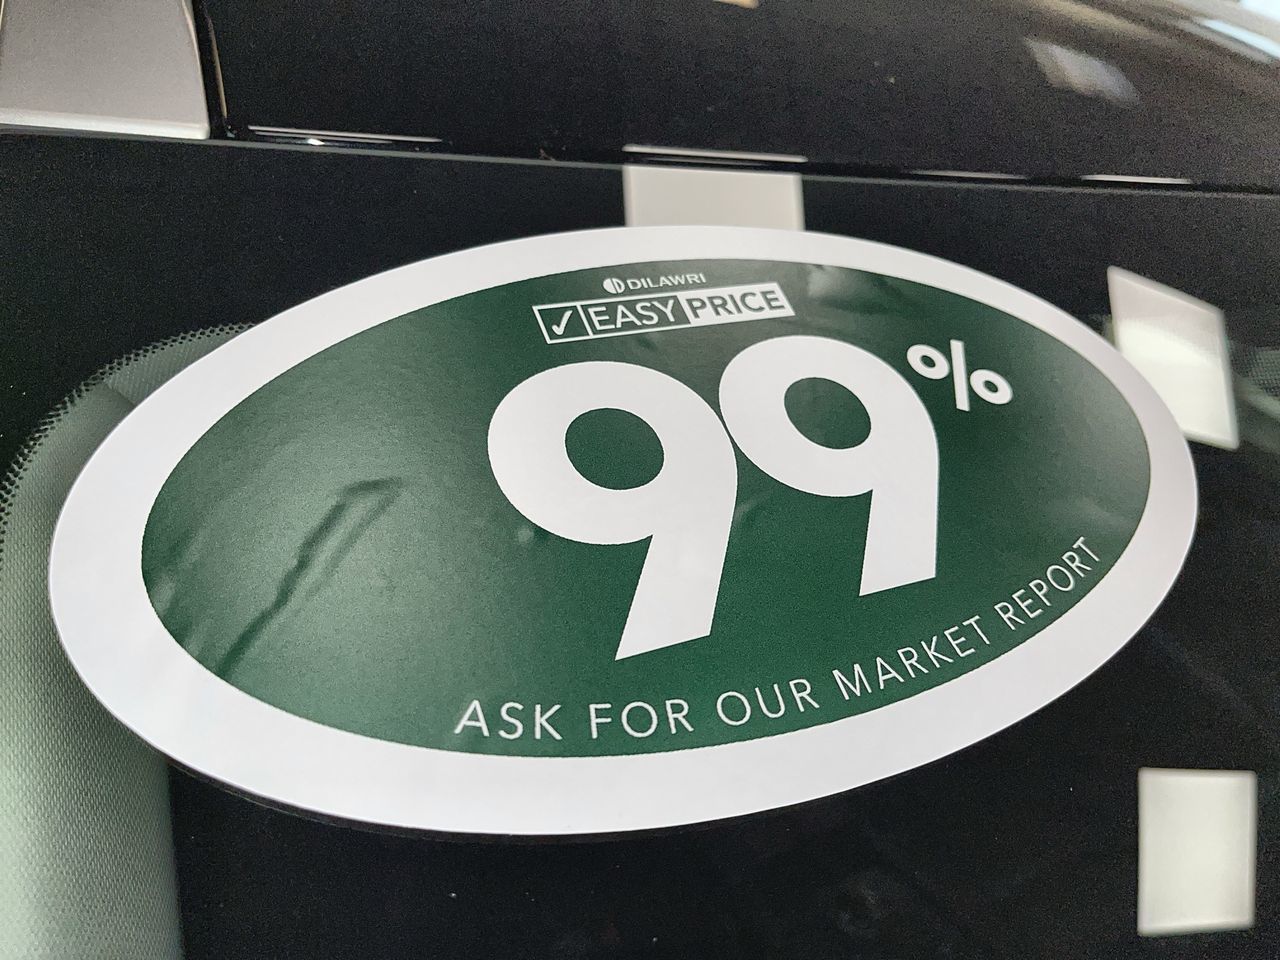 DILAWRI
✓ EASY PRICE
99%
ASK FOR OUR MARKET REPORT